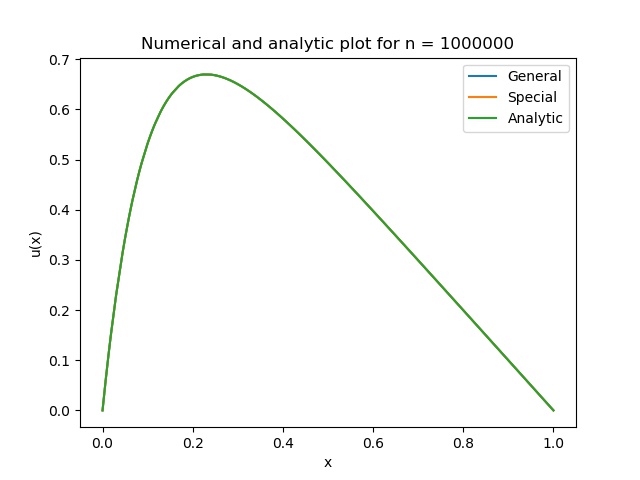 Numerical and analytic plot for n = 1000000
General
Special
Analytic
0.7
0.6
0.5
0.4
0.3
0.2
0.1
0.0
u(x)
0.0 0.2 0.4 0.6 0.8 1.0
x